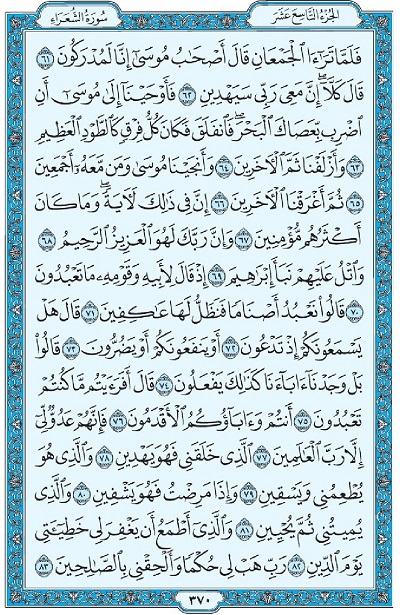 الجزء التاسع عشر سورة الشعراء
فَلَمَّا تَرَٰٓءَا ٱلْجَمْعَانِ قَالَ أَصْحَٰبُ مُوسَىٰٓ إِنَّا لَمُدْرَكُونَ ٦١
قَالَ كَلَّآ ۖ إِنَّ مَعِىَ رَبِّى سَيَهْدِينِ ٦٢ فَأَوْحَيْنَآ إِلَىٰ مُوسَىٰٓ أَنِ
ٱضْرِب بِّعَصَاكَ ٱلْبَحْرَ ۖ فَٱنفَلَقَ فَكَانَ كُلُّ فِرْقٍ كَٱلطَّوْدِ ٱلْعَظِيمِ
٦٣ وَأَزْلَفْنَا ثَمَّ ٱلْءَاخَرِينَ ٦٤ وَأَنجَيْنَا مُوسَىٰ وَمَن مَّعَهُۥٓ أَجْمَعِينَ
٦٥ ثُمَّ أَغْرَقْنَا ٱلْءَاخَرِينَ ٦٦ إِنَّ فِى ذَٰلِكَ لَءَايَةً ۖ وَمَا كَانَ
أَكْثَرُهُم مُّؤْمِنِينَ ٦٧ وَإِنَّ رَبَّكَ لَهُوَ ٱلْعَزِيزُ ٱلرَّحِيمُ ٦٨
وَٱتْلُ عَلَيْهِمْ نَبَأَ إِبْرَٰهِيمَ ٦٩ إِذْ قَالَ لِأَبِيهِ وَقَوْمِهِۦ مَا تَعْبُدُونَ
٧٠ قَالُوا۟ نَعْبُدُ أَصْنَامًا فَنَظَلُّ لَهَا عَٰكِفِينَ ٧١ قَالَ هَلْ
يَسْمَعُونَكُمْ إِذْ تَدْعُونَ ٧٢ أَوْ يَنفَعُونَكُمْ أَوْ يَضُرُّونَ ٧٣ قَالُوا۟
بَلْ وَجَدْنَآ ءَابَآءَنَا كَذَٰلِكَ يَفْعَلُونَ ٧٤ قَالَ أَفَرَءَيْتُم مَّا كُنتُمْ
تَعْبُدُونَ ٧٥ أَنتُمْ وَءَابَآؤُكُمُ ٱلْأَقْدَمُونَ ٧٦ فَإِنَّهُمْ عَدُوٌّ لِّىٓ
إِلَّا رَبَّ ٱلْعَٰلَمِينَ ٧٧ ٱلَّذِى خَلَقَنِى فَهُوَ يَهْدِينِ ٧٨ وَٱلَّذِى هُوَ
يُطْعِمُنِى وَيَسْقِينِ ٧٩ وَإِذَا مَرِضْتُ فَهُوَ يَشْفِينِ ٨٠ وَٱلَّذِى
يُمِيتُنِى ثُمَّ يُحْيِينِ ٨١ وَٱلَّذِىٓ أَطْمَعُ أَن يَغْفِرَ لِى خَطِيٓـَٔتِى
يَوْمَ ٱلدِّينِ ٨٢ رَبِّ هَبْ لِى حُكْمًا وَأَلْحِقْنِى بِٱلصَّٰلِحِينَ ٨٣
٣٧٠